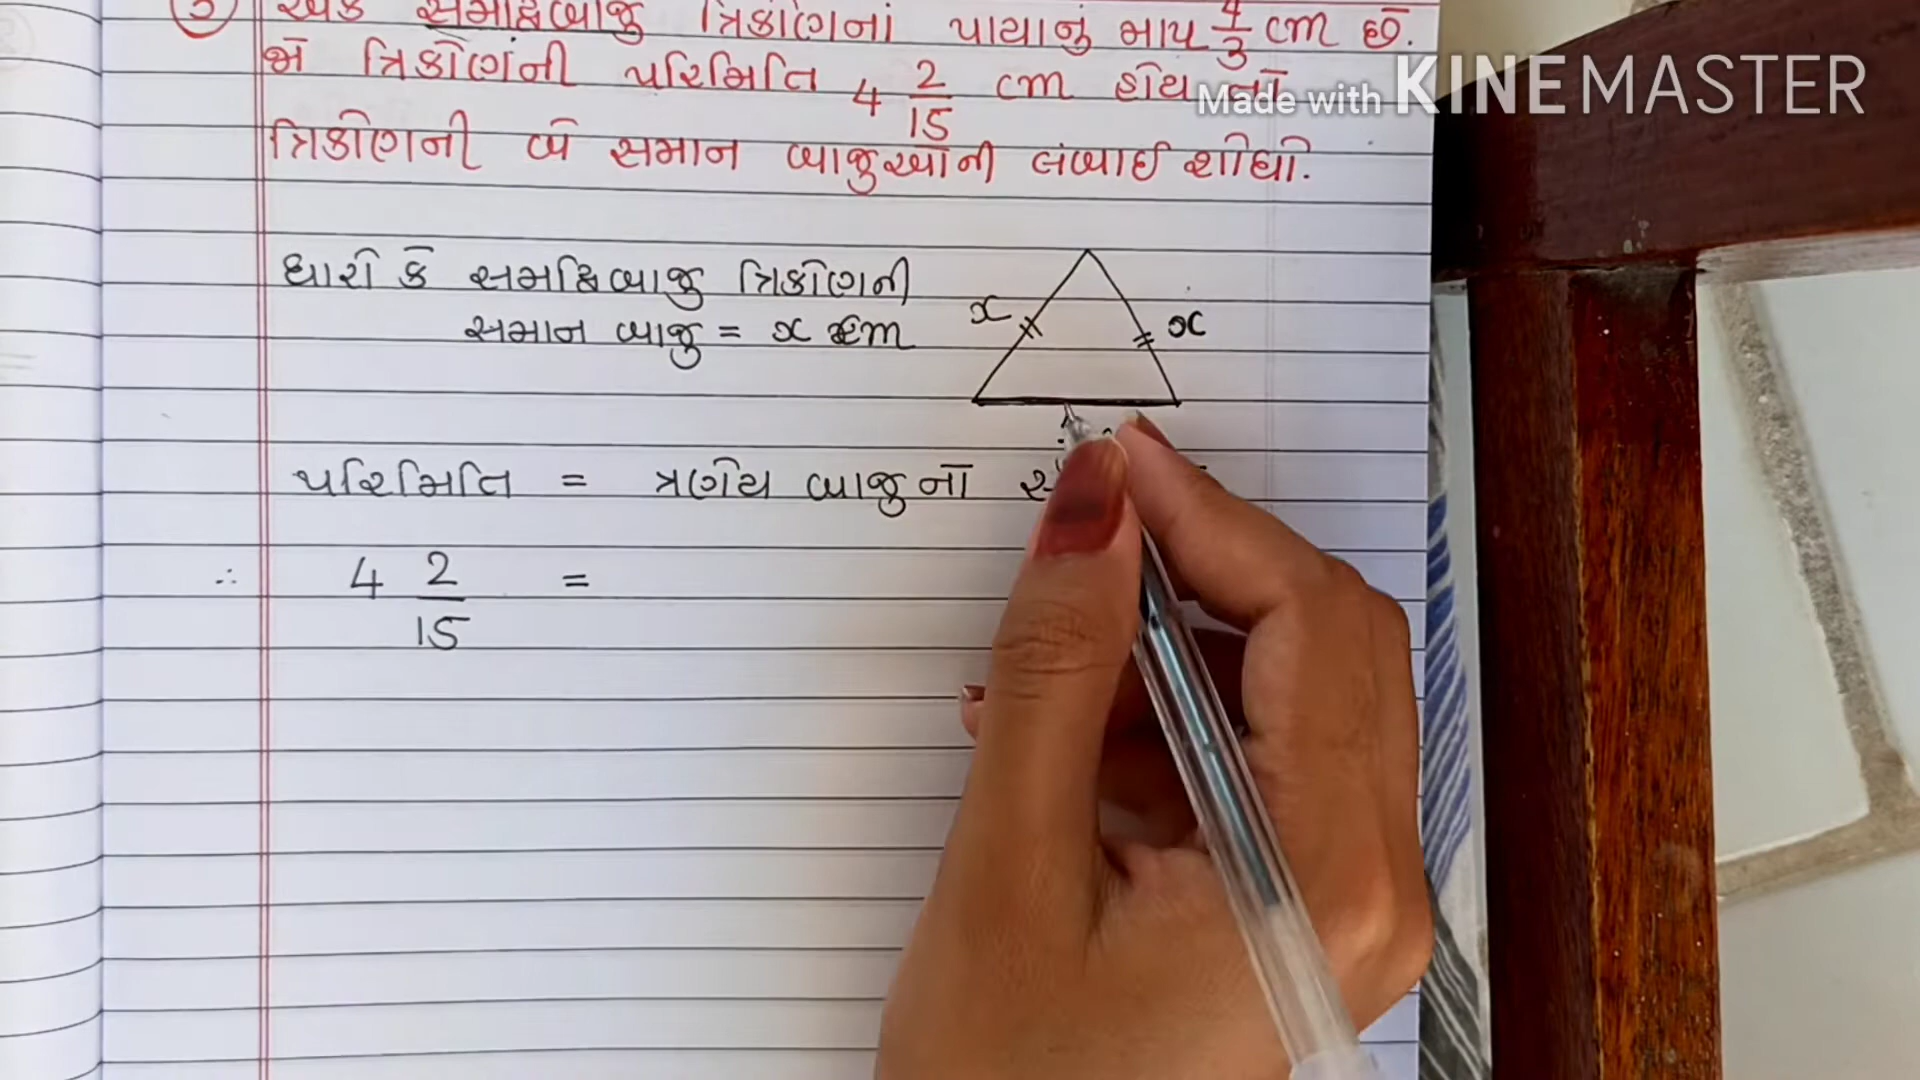 એક સમદ્વિબાજુ ત્રિકોણનાં પાયાનું માપ 4/3 cm છે.
જો ત્રિકોણની પરિમિતિ 4 2/15 cm હોય તો
Made with KINEMASTER
ત્રિકોણની બે સમાન બાજુઓની લંબાઈ શોધો.
ધારો કે સમદ્વિબાજુ ત્રિકોણની
સમાન બાજુ = x cm
x x
પરિમિતિ = ત્રણેય બાજુનો
∴ 4 2/15 =